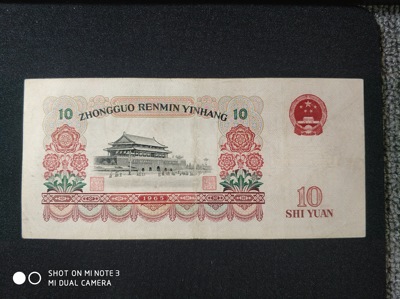 ZHONGGUO RENMIN YINHANG
10
10
1965
10
SHI YUAN
SHOT ON MI NOTE 3
MI DUAL CAMERA